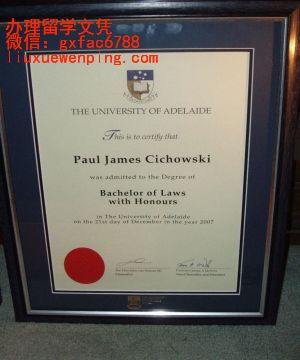 办理留学文凭
微信：gxfac6788
liuxuewenping.com
THE UNIVERSITY OF ADELAIDE
This is to certify that
Paul James Cichowski
was admitted to the Degree of
Bachelor of Laws
with Honours
in The University of Adelaide
on the 21st day of December in the year 2007
Chancellor